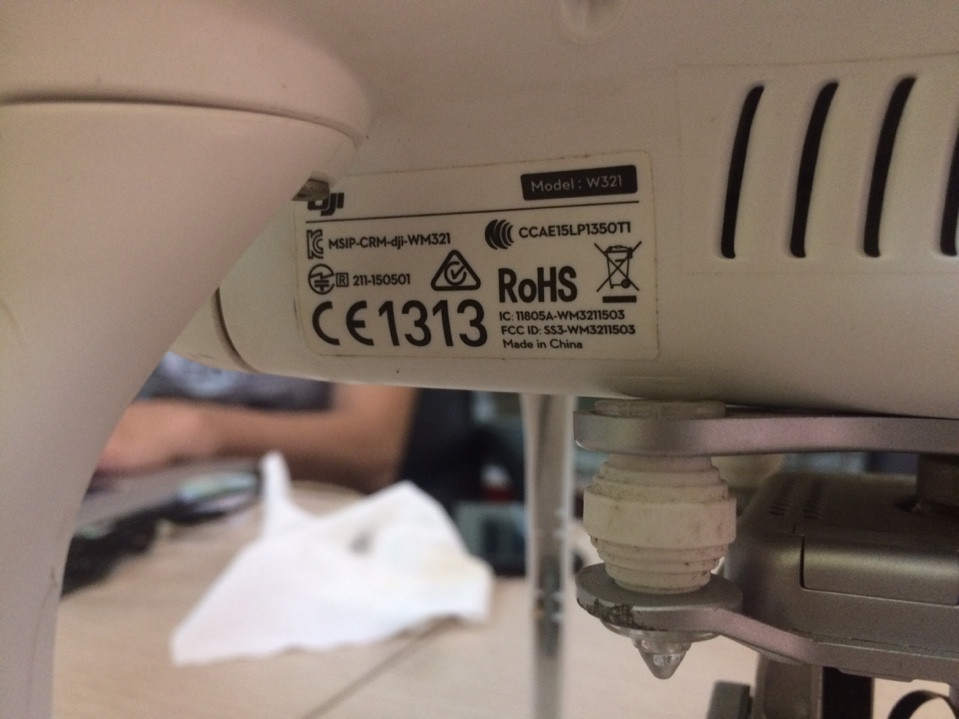 dji
Model : W321
MSIP-CRM-dji-WM321
CCAE15LP1350T1
R 211-150501
RoHS
CE1313
IC: 11805A-WM3211503
FCC ID: SS3-WM3211503
Made in China